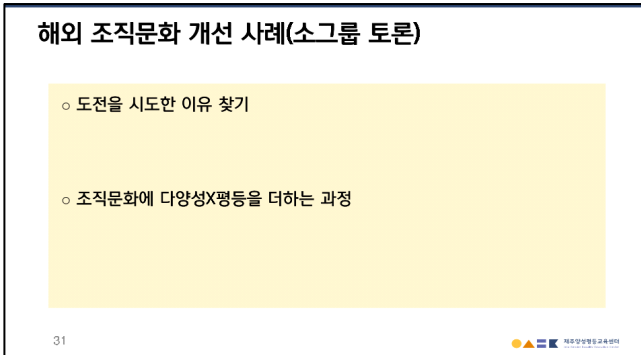 해외 조직문화 개선 사례(소그룹 토론)
○ 도전을 시도한 이유 찾기
○ 조직문화에 다양성X평등을 더하는 과정
31
제주양성평등교육센터